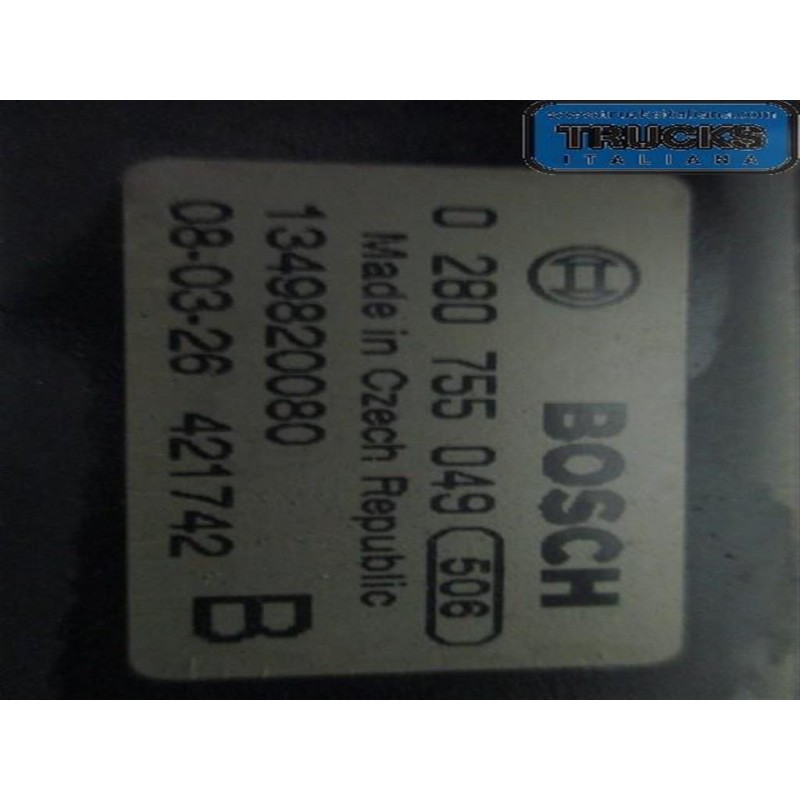 BOSCH
0 280 755 049 506
Made in Czech Republic
1349820080
08-03-26 421742 B
TRUCKS
ITALIANA